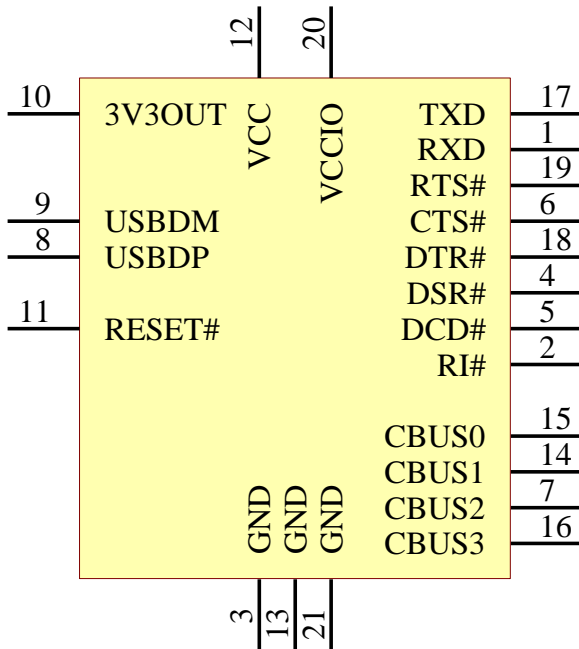 12 20
10 3V3OUT VCC VCCIO TXD 17
RXD 1
RTS# 19
9 USBDM CTS# 6
8 USBDP DTR# 18
DSR# 4
11 RESET# DCD# 5
RI# 2
CBUS0 15
CBUS1 14
GND GND GND CBUS2 7
CBUS3 16
3 13 21